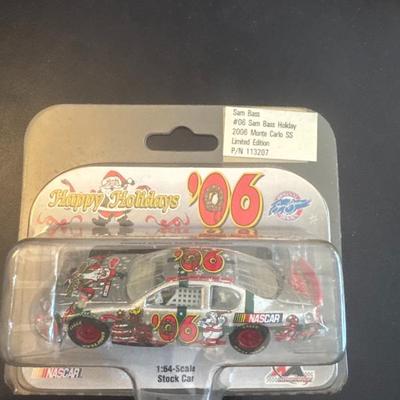 Sam Bass
#06 Sam Bass Holiday
2006 Monte Carlo SS
Limited Edition
P/N 113207
Happy Holidays '06
'06
'06
NASCAR
NASCAR
1:64-Scale
Stock Car